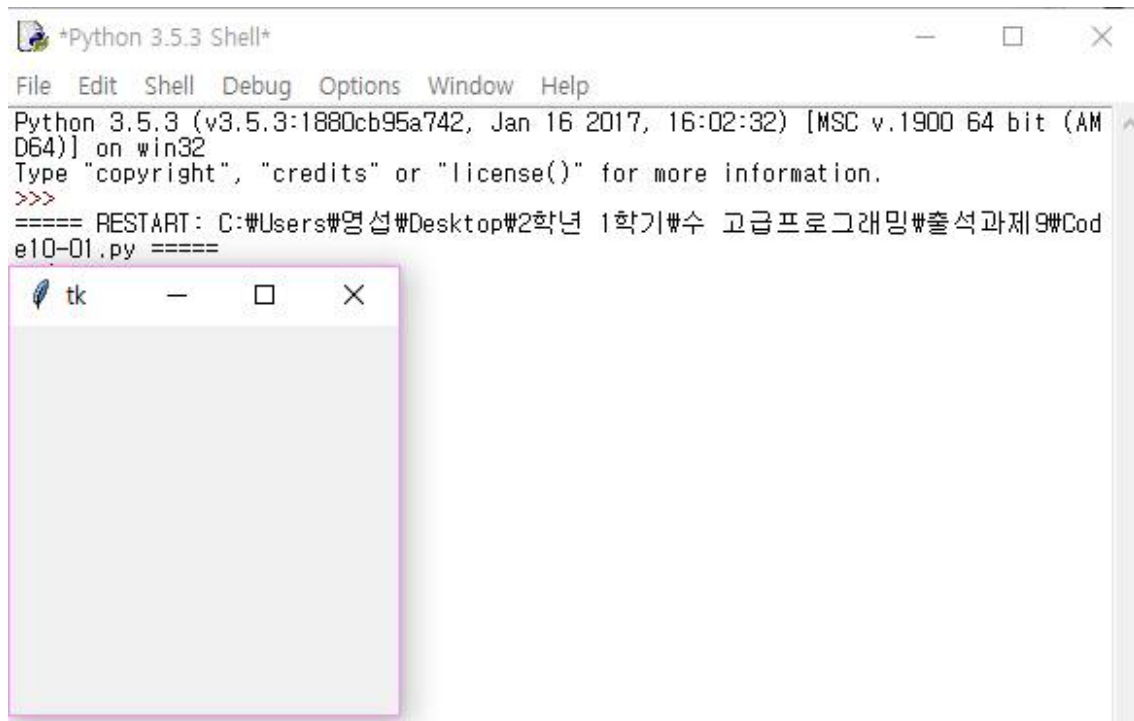 *Python 3.5.3 Shell*
File Edit Shell Debug Options Window Help
Python 3.5.3 (v3.5.3:1880cb95a742, Jan 16 2017, 16:02:32) [MSC v.1900 64 bit (AM
D64)] on win32
Type "copyright", "credits" or "license()" for more information.
>>>
===== RESTART: C:₩Users₩영섭₩Desktop₩2학년 1학기₩수 고급프로그래밍₩출석과제9₩Cod
e10-01.py =====
tk